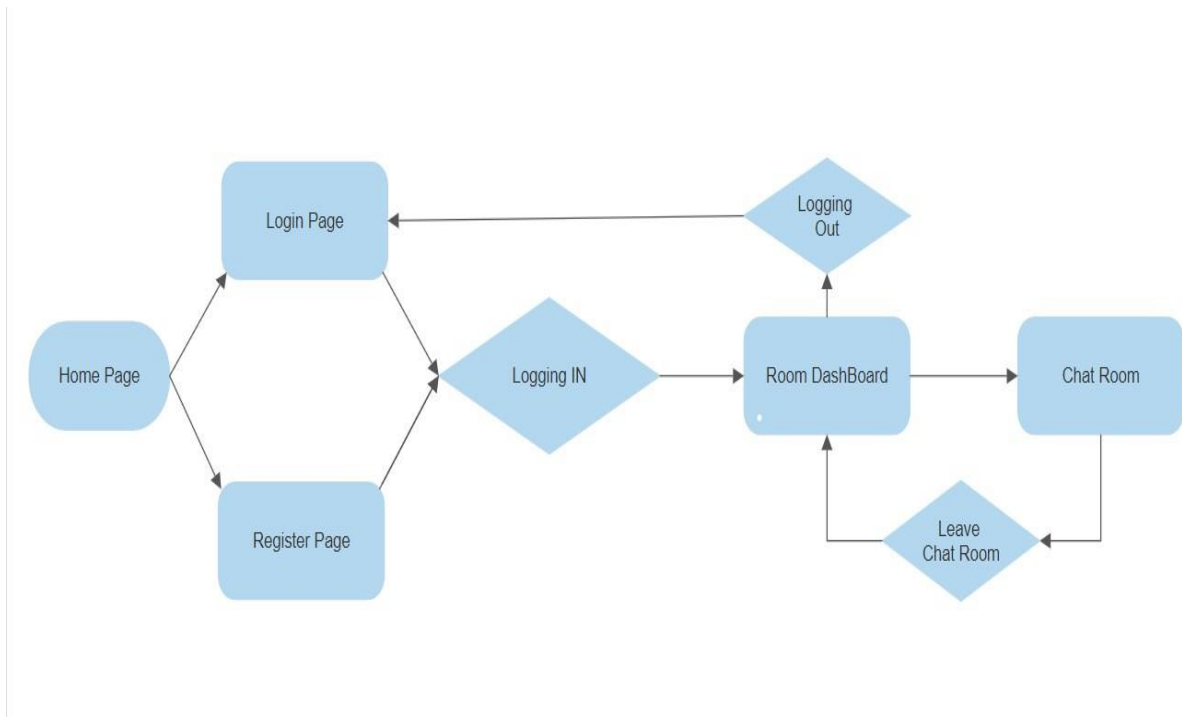 Logging
Out
Login Page
Home Page
Logging IN
Room DashBoard
Chat Room
Register Page
Leave
Chat Room